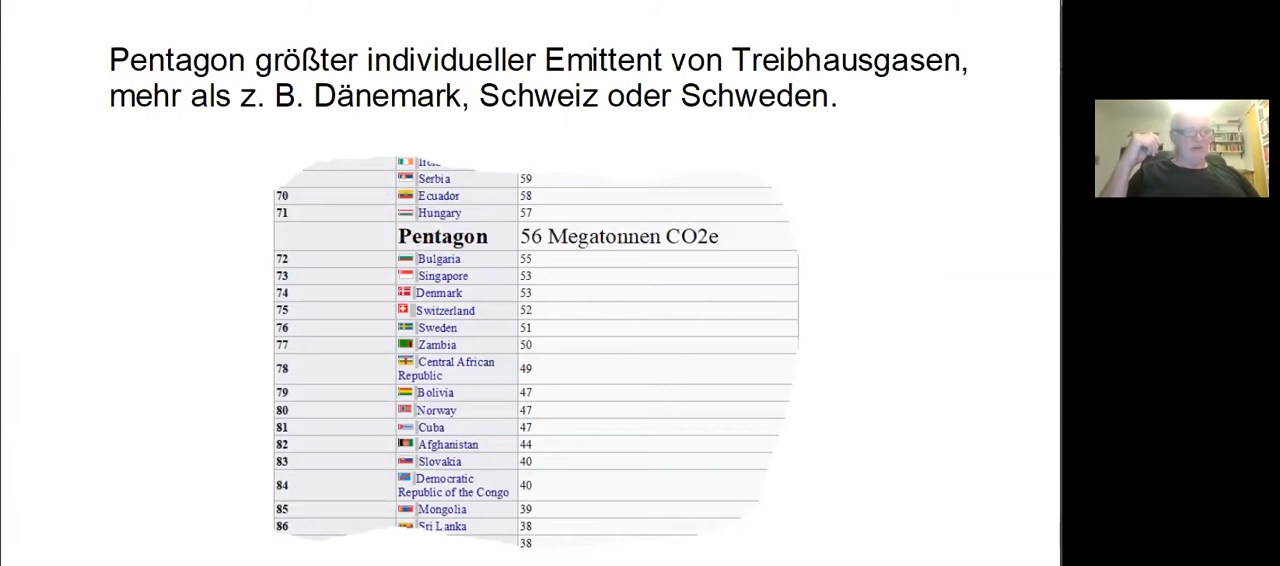 Pentagon größter individueller Emittent von Treibhausgasen,
mehr als z. B. Dänemark, Schweiz oder Schweden.
Serbia 59
70 Ecuador 58
71 Hungary 57
Pentagon 56 Megatonnen CO2e
72 Bulgaria 55
73 Singapore 53
74 Denmark 53
75 Switzerland 52
76 Sweden 51
77 Zambia 50
78 Central African 49
Republic
79 Bolivia 47
80 Norway 47
81 Cuba 47
82 Afghanistan 44
83 Slovakia 40
84 Democratic 40
Republic of the Congo
85 Mongolia 39
86 Sri Lanka 38
38